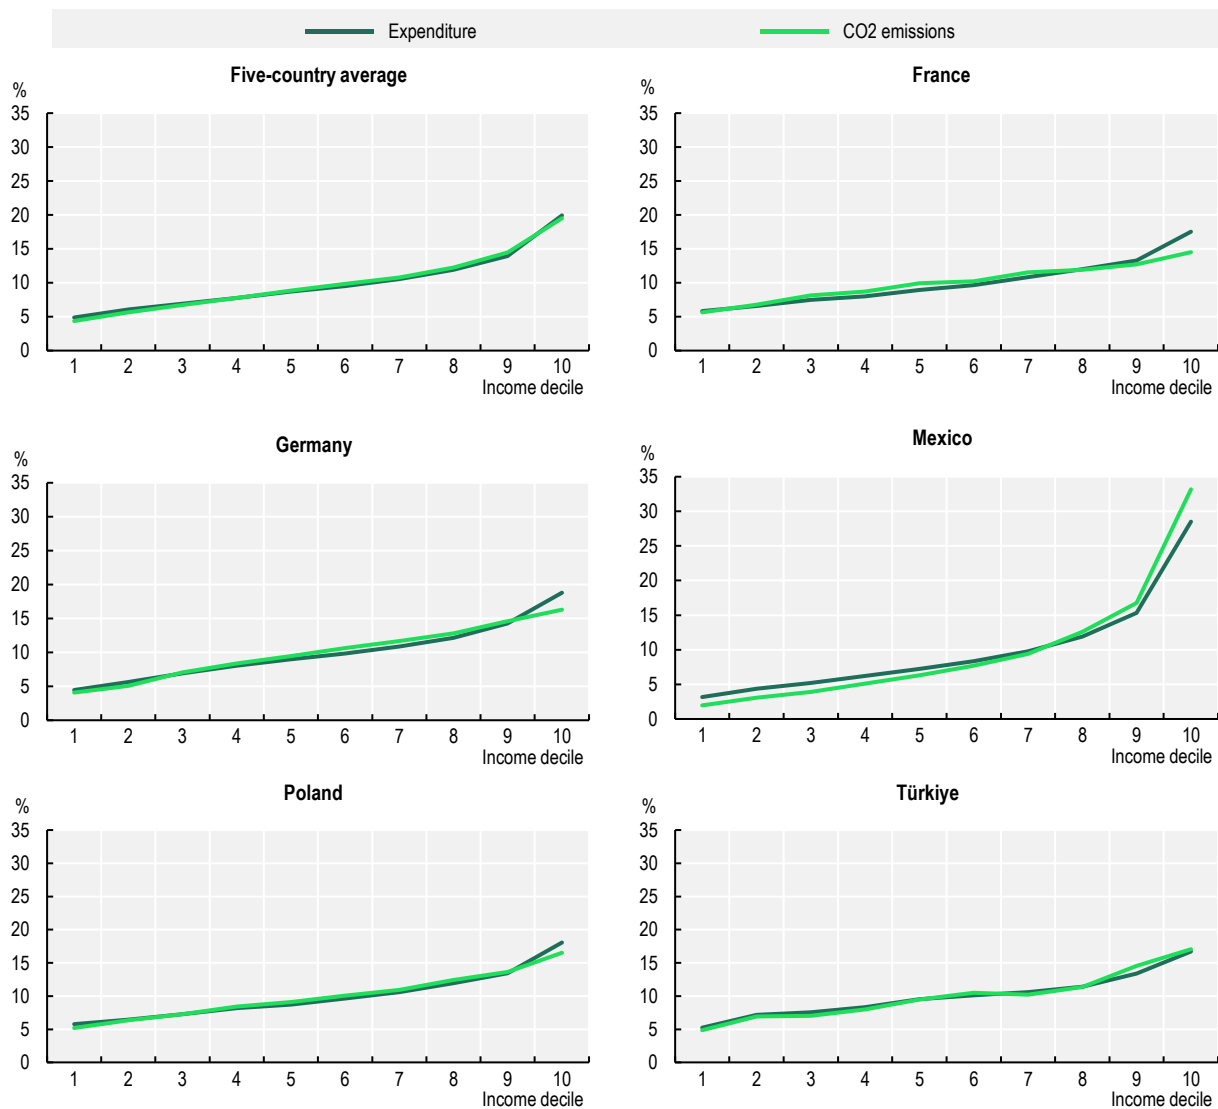 Expenditure CO2 emissions
Five-country average
%
35
30
25
20
15
10
5
0
1 2 3 4 5 6 7 8 9 10
Income decile
France
%
35
30
25
20
15
10
5
0
1 2 3 4 5 6 7 8 9 10
Income decile
Germany
%
35
30
25
20
15
10
5
0
1 2 3 4 5 6 7 8 9 10
Income decile
Mexico
%
35
30
25
20
15
10
5
0
1 2 3 4 5 6 7 8 9 10
Income decile
Poland
%
35
30
25
20
15
10
5
0
1 2 3 4 5 6 7 8 9 10
Income decile
Türkiye
%
35
30
25
20
15
10
5
0
1 2 3 4 5 6 7 8 9 10
Income decile